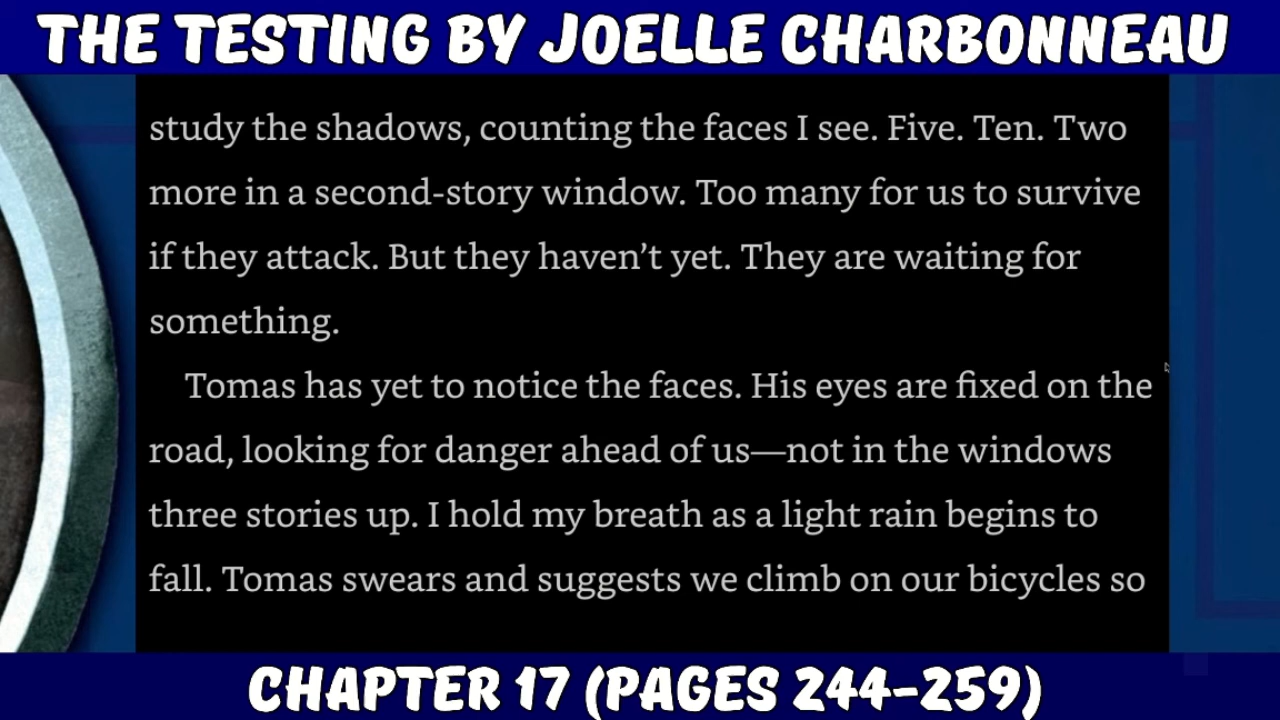 THE TESTING BY JOELLE CHARBONNEAU
study the shadows, counting the faces I see. Five. Ten. Two
more in a second-story window. Too many for us to survive
if they attack. But they haven’t yet. They are waiting for
something.
Tomas has yet to notice the faces. His eyes are fixed on the
road, looking for danger ahead of us—not in the windows
three stories up. I hold my breath as a light rain begins to
fall. Tomas swears and suggests we climb on our bicycles so
CHAPTER 17 (PAGES 244-259)